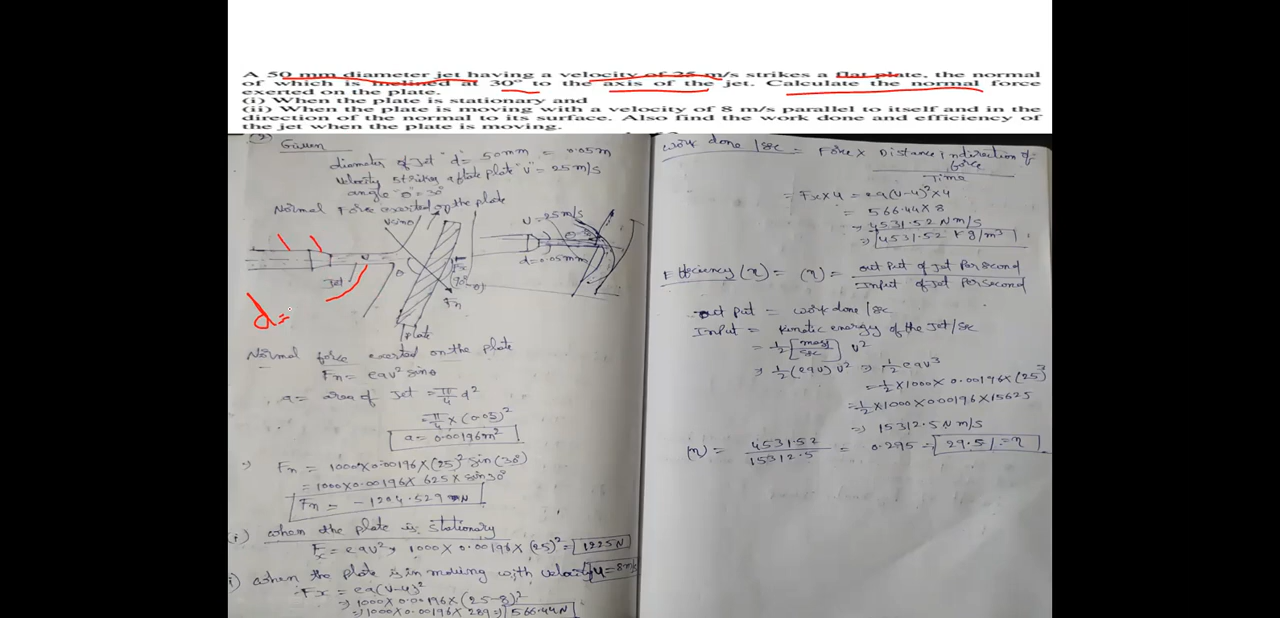 A 50 mm diameter jet having a velocity of 25 m/s strikes a flat plate, the normal
of which is inclined at 30° to the axis of the jet. Calculate the normal force
exerted on the plate.
(i) When the plate is stationary and
(ii) When the plate is moving with a velocity of 8 m/s parallel to itself and in the
direction of the normal to its surface. Also find the work done and efficiency of
the jet when the plate is moving.
Given
diameter of Jet "d" = 50mm = 0.05m
Velocity strikes a flate plate "V" = 25m/s
angle "θ" = 30°
Normal Force exerted on the plate
Vsinθ
V
Jet
θ
Fx
(90°-θ)
Fn
plate
V = 25m/s
d = 0.05mm
d=
Normal force exerted on the plate
Fn = ρav² sinθ
a = area of Jet = π/4 d²
= π/4 × (0.05)²
a = 0.00196m²
⇒ Fn = 1000×0.00196×(25)² sin(30°)
= 1000×0.00196× 625× sin30°
Fn = -1204.529 N
(i) when the plate is stationary
Fx = ρav² 1000×0.00196×(25)² = 1225N
when the plate is in moving with velocity u = 8m/s
Fx = ρa(V-u)²
⇒ 1000×0.00196×(25-8)²
⇒ 1000×0.00196×289 ⇒ 566.44N
Work done /sec = Force × Distance in direction of force / Time
= Fx × u = ρa(V-u)² × u
= 566.44 × 8
⇒ 4531.52 N m/s
⇒ 4531.52 kg/m³
Efficiency (η) = (η) = out put of Jet Per second / Input of Jet Per second
out put = work done /sec
Input = kinetic energy of the Jet/sec
= 1/2 [mass/sec] V²
⇒ 1/2 (ρav) V² ⇒ 1/2 ρav³
= 1/2 × 1000 × 0.00196 × (25)³
= 1/2 × 1000 × 0.00196 × 15625
⇒ 15312.5 N m/s
(η) = 4531.52 / 15312.5 = 0.295 = 29.5% = η